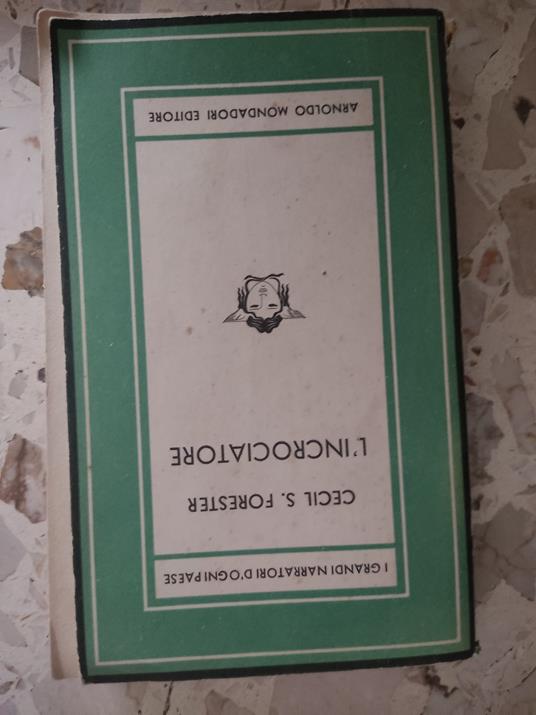 I GRANDI NARRATORI D'OGNI PAESE
CECIL S. FORESTER
L'INCROCIATORE
ARNOLDO MONDADORI EDITORE